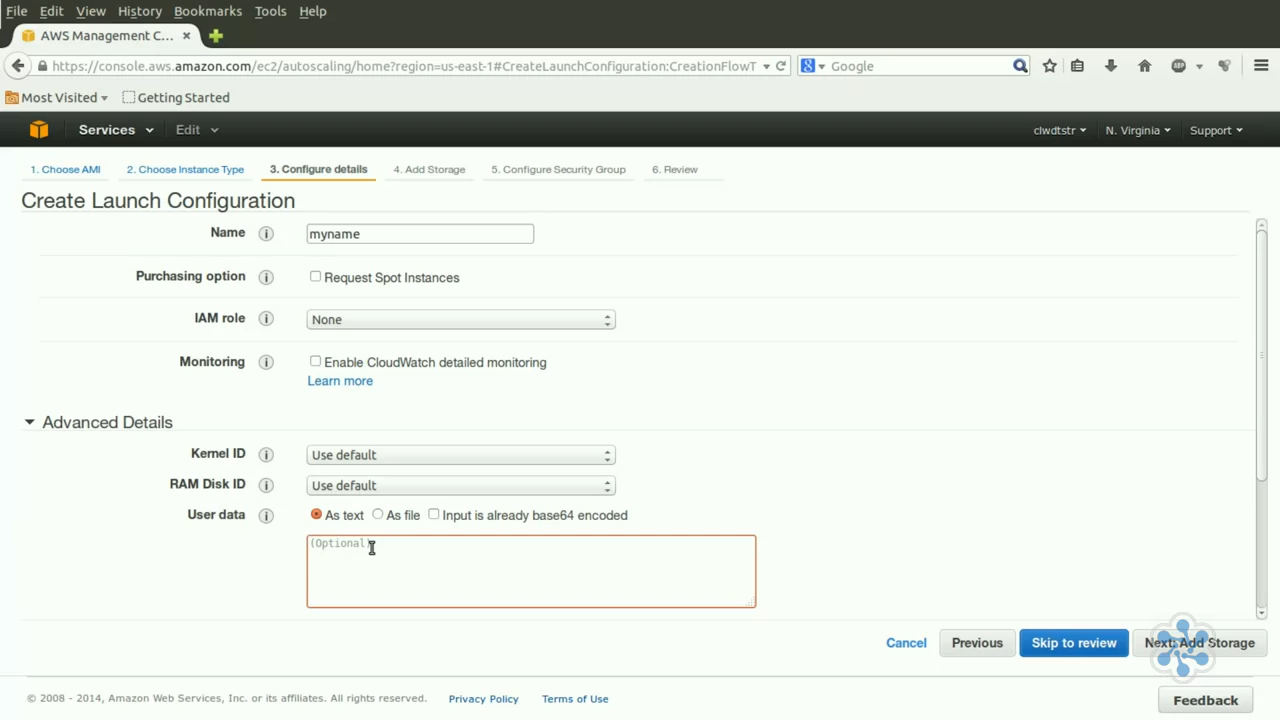 File Edit View History Bookmarks Tools Help
AWS Management C...
https://console.aws.amazon.com/ec2/autoscaling/home?region=us-east-1#CreateLaunchConfiguration:CreationFlowT
Google
Most Visited Getting Started
Services Edit clwdtstr N. Virginia Support
1. Choose AMI 2. Choose Instance Type 3. Configure details 4. Add Storage 5. Configure Security Group 6. Review
Create Launch Configuration
Name myname
Purchasing option Request Spot Instances
IAM role None
Monitoring Enable CloudWatch detailed monitoring
Learn more
Advanced Details
Kernel ID Use default
RAM Disk ID Use default
User data As text As file Input is already base64 encoded
(Optional)
Cancel Previous Skip to review Next: Add Storage
© 2008 - 2014, Amazon Web Services, Inc. or its affiliates. All rights reserved. Privacy Policy Terms of Use Feedback